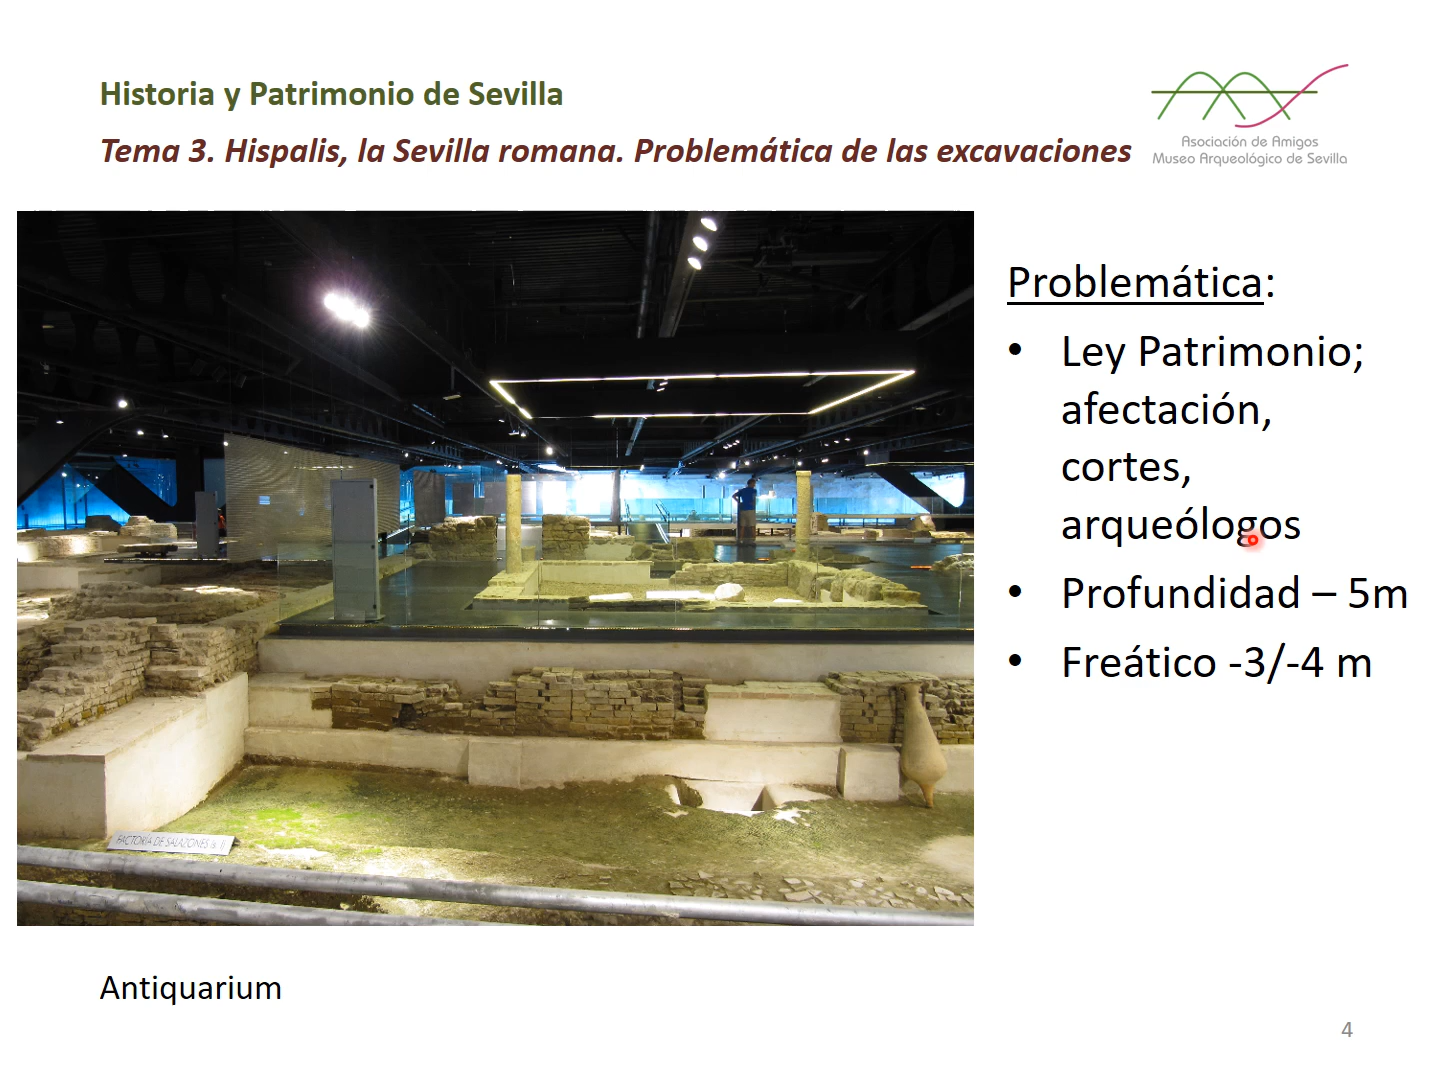 Historia y Patrimonio de Sevilla
Tema 3. Hispalis, la Sevilla romana. Problemática de las excavaciones
Asociación de Amigos
Museo Arqueológico de Sevilla
Problemática:
• Ley Patrimonio;
afectación,
cortes,
arqueólogos
• Profundidad – 5m
• Freático -3/-4 m
FACTORÍA DE SALAZONES (s. I)
Antiquarium
4